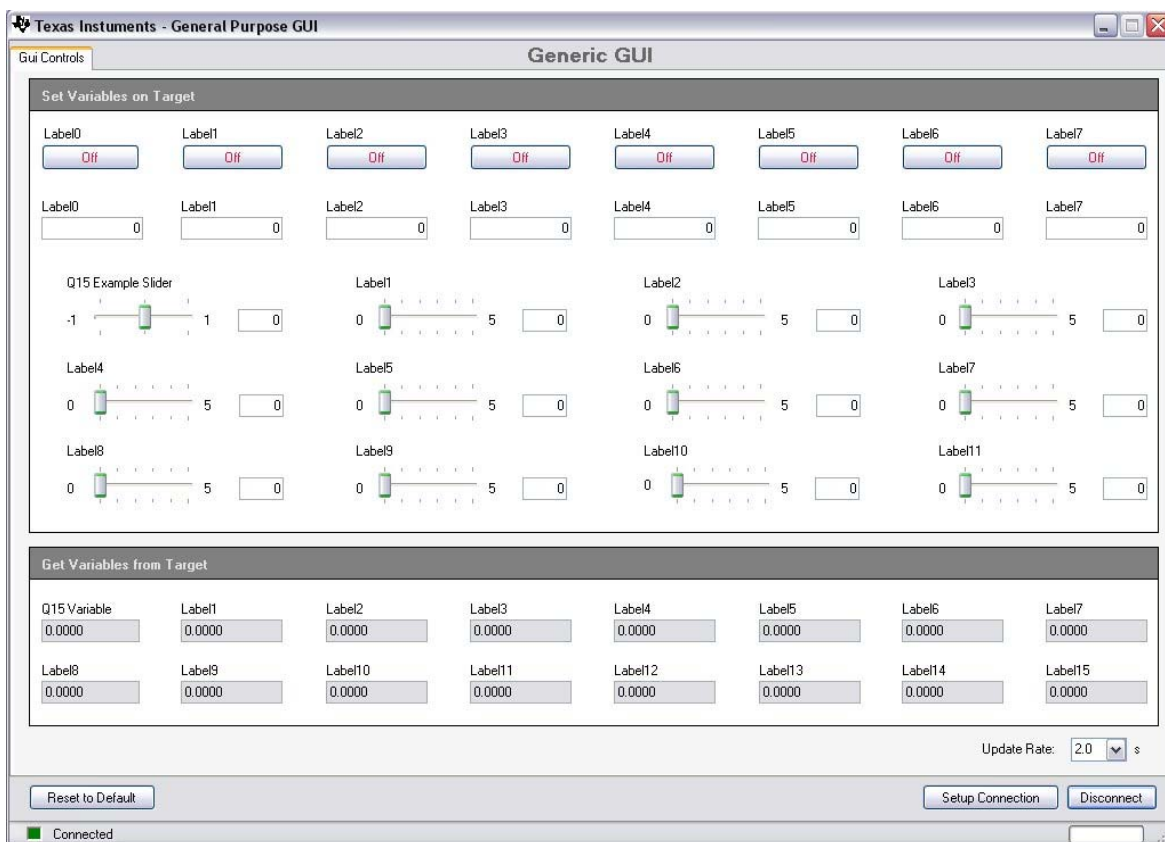 Texas Instuments - General Purpose GUI
Gui Controls
Generic GUI
Set Variables on Target
Label0 Label1 Label2 Label3 Label4 Label5 Label6 Label7
Off Off Off Off Off Off Off Off
Label0 Label1 Label2 Label3 Label4 Label5 Label6 Label7
0 0 0 0 0 0 0 0
Q15 Example Slider Label1 Label2 Label3
-1 1 0 0 5 0 0 5 0 0 5 0
Label4 Label5 Label6 Label7
0 5 0 0 5 0 0 5 0 0 5 0
Label8 Label9 Label10 Label11
0 5 0 0 5 0 0 5 0 0 5 0
Get Variables from Target
Q15 Variable Label1 Label2 Label3 Label4 Label5 Label6 Label7
0.0000 0.0000 0.0000 0.0000 0.0000 0.0000 0.0000 0.0000
Label8 Label9 Label10 Label11 Label12 Label13 Label14 Label15
0.0000 0.0000 0.0000 0.0000 0.0000 0.0000 0.0000 0.0000
Update Rate: 2.0 s
Reset to Default Setup Connection Disconnect
Connected